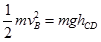 1/2 mv_B^2 = mgh_CD